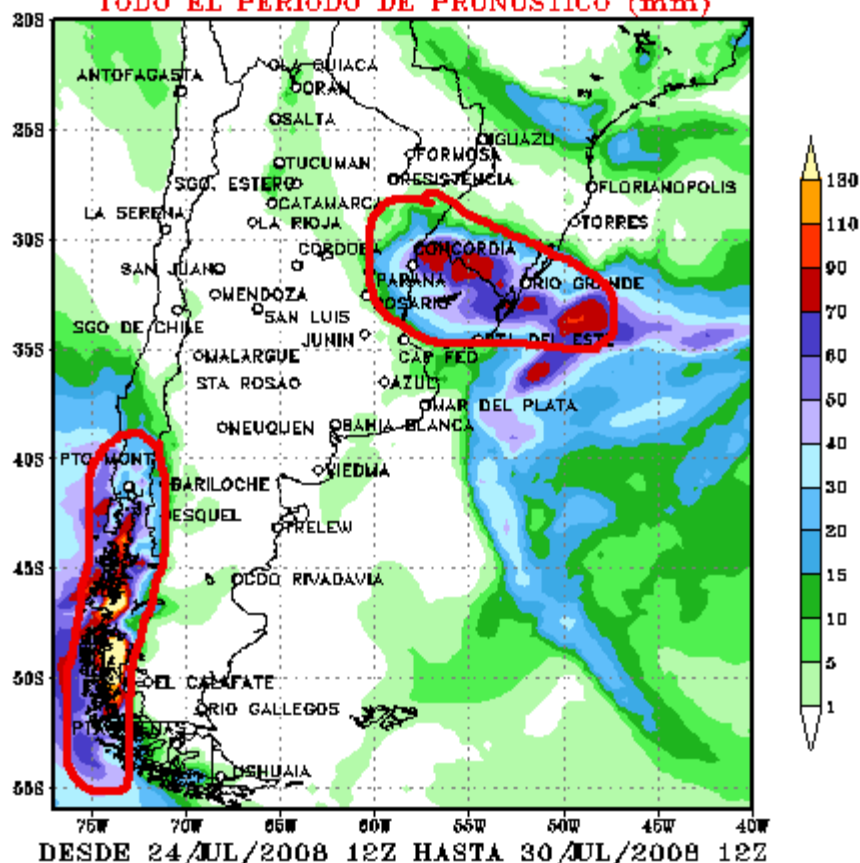 TODO EL PERIODO DE PRONOSTICO (mm)
20S
LA QUIACA
ANTOFAGASTA
ORAN
25S
SALTA
IGUAZU
FORMOSA
TUCUMAN
130
SGO. ESTERO
RESISTENCIA
FLORIANOPOLIS
CATAMARCA
LA SERENA
LA RIOJA
TORRES
110
30S
CORDOBA
CONCORDIA
90
SAN JUAN
PARANA
RIO GRANDE
MENDOZA
ROSARIO
70
SGO DE CHILE
SAN LUIS
JUNIN
PTA DEL ESTE
35S
MALARGUE
CAP FED
60
STA ROSA
AZUL
MAR DEL PLATA
50
NEUQUEN
BAHIA BLANCA
40S
PTO MONT
40
BARILOCHE
VIEDMA
ESQUEL
30
TRELEW
20
45S
CDO RIVADAVIA
15
10
50S
EL CALAFATE
5
RIO GALLEGOS
1
USHUAIA
55S
75W 70W 65W 60W 55W 50W 45W 40W
DESDE 24/JUL/2008 12Z HASTA 30/JUL/2008 12Z